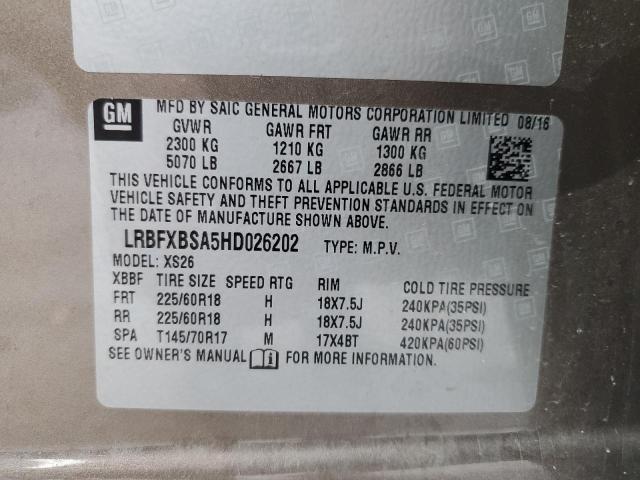 GM
MFD BY SAIC GENERAL MOTORS CORPORATION LIMITED 08/16
GVWR GAWR FRT GAWR RR
2300 KG 1210 KG 1300 KG
5070 LB 2667 LB 2866 LB
THIS VEHICLE CONFORMS TO ALL APPLICABLE U.S. FEDERAL MOTOR
VEHICLE SAFETY AND THEFT PREVENTION STANDARDS IN EFFECT ON
THE DATE OF MANUFACTURE SHOWN ABOVE.
LRBFXBSA5HD026202 TYPE: M.P.V.
MODEL: XS26
XBBF TIRE SIZE SPEED RTG RIM COLD TIRE PRESSURE
FRT 225/60R18 H 18X7.5J 240KPA(35PSI)
RR 225/60R18 H 18X7.5J 240KPA(35PSI)
SPA T145/70R17 M 17X4BT 420KPA(60PSI)
SEE OWNER'S MANUAL FOR MORE INFORMATION.